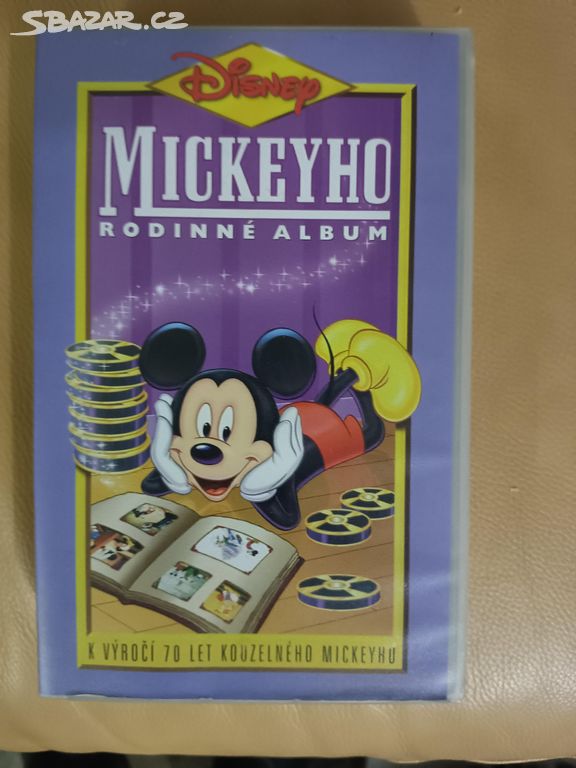 SBAZAR.CZ
Disney
MICKEYHO
RODINNÉ ALBUM
K VÝROČÍ 70 LET KOUZELNÉHO MICKEYHO